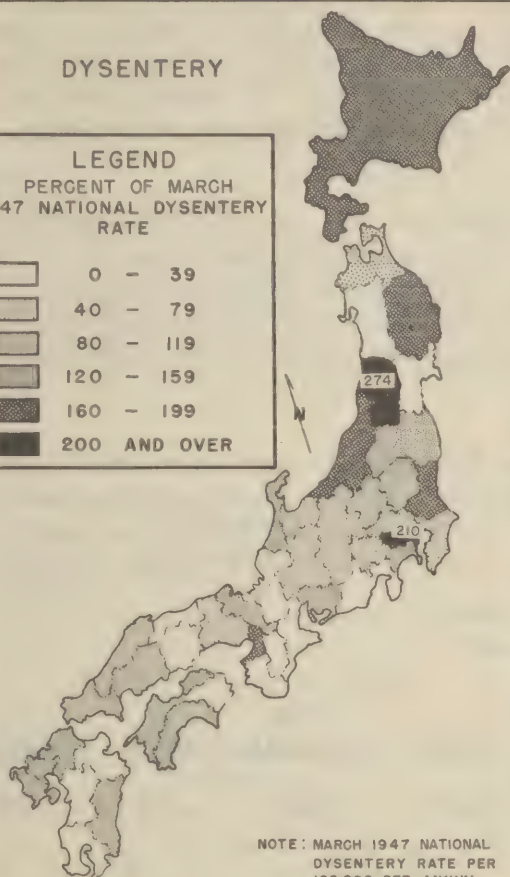 DYSENTERY
LEGEND
PERCENT OF MARCH
47 NATIONAL DYSENTERY
RATE
0 - 39
40 - 79
80 - 119
120 - 159
160 - 199
200 AND OVER
274
N
210
NOTE: MARCH 1947 NATIONAL
DYSENTERY RATE PER